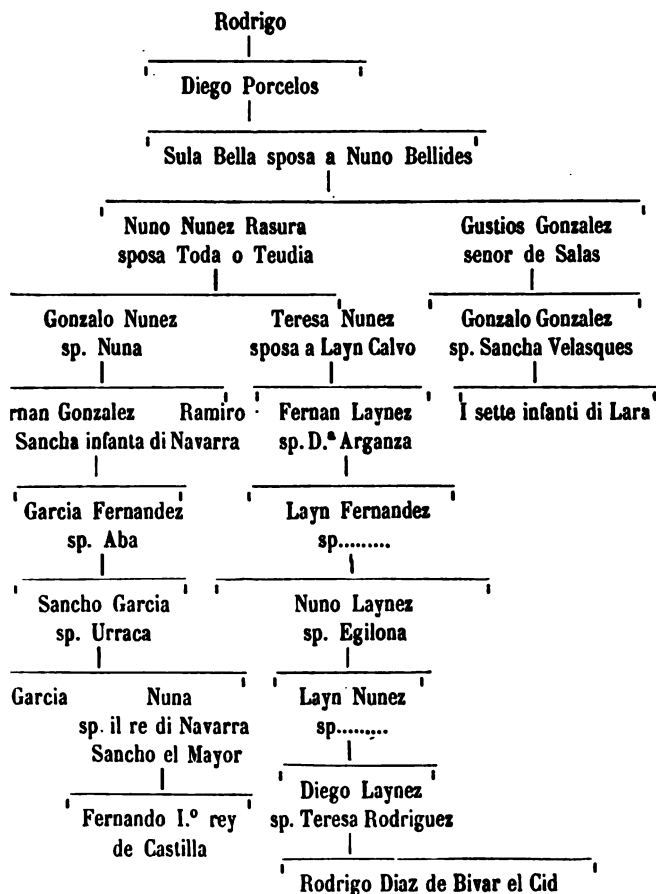 Rodrigo
Diego Porcelos
Sula Bella sposa a Nuno Bellides
Nuno Nunez Rasura Gustios Gonzalez
sposa Toda o Teudia senor de Salas
Gonzalo Nunez Teresa Nunez Gonzalo Gonzalez
sp. Nuna sposa a Layn Calvo sp. Sancha Velasques
rnan Gonzalez Ramiro Fernan Laynez I sette infanti di Lara
Sancha infanta di Navarra sp. D.ª Arganza
Garcia Fernandez Layn Fernandez
sp. Aba sp.........
Sancho Garcia Nuno Laynez
sp. Urraca sp. Egilona
Garcia Nuna Layn Nunez
sp. il re di Navarra sp.........
Sancho el Mayor
Diego Laynez
Fernando I.º rey sp. Teresa Rodriguez
de Castilla
Rodrigo Diaz de Bivar el Cid